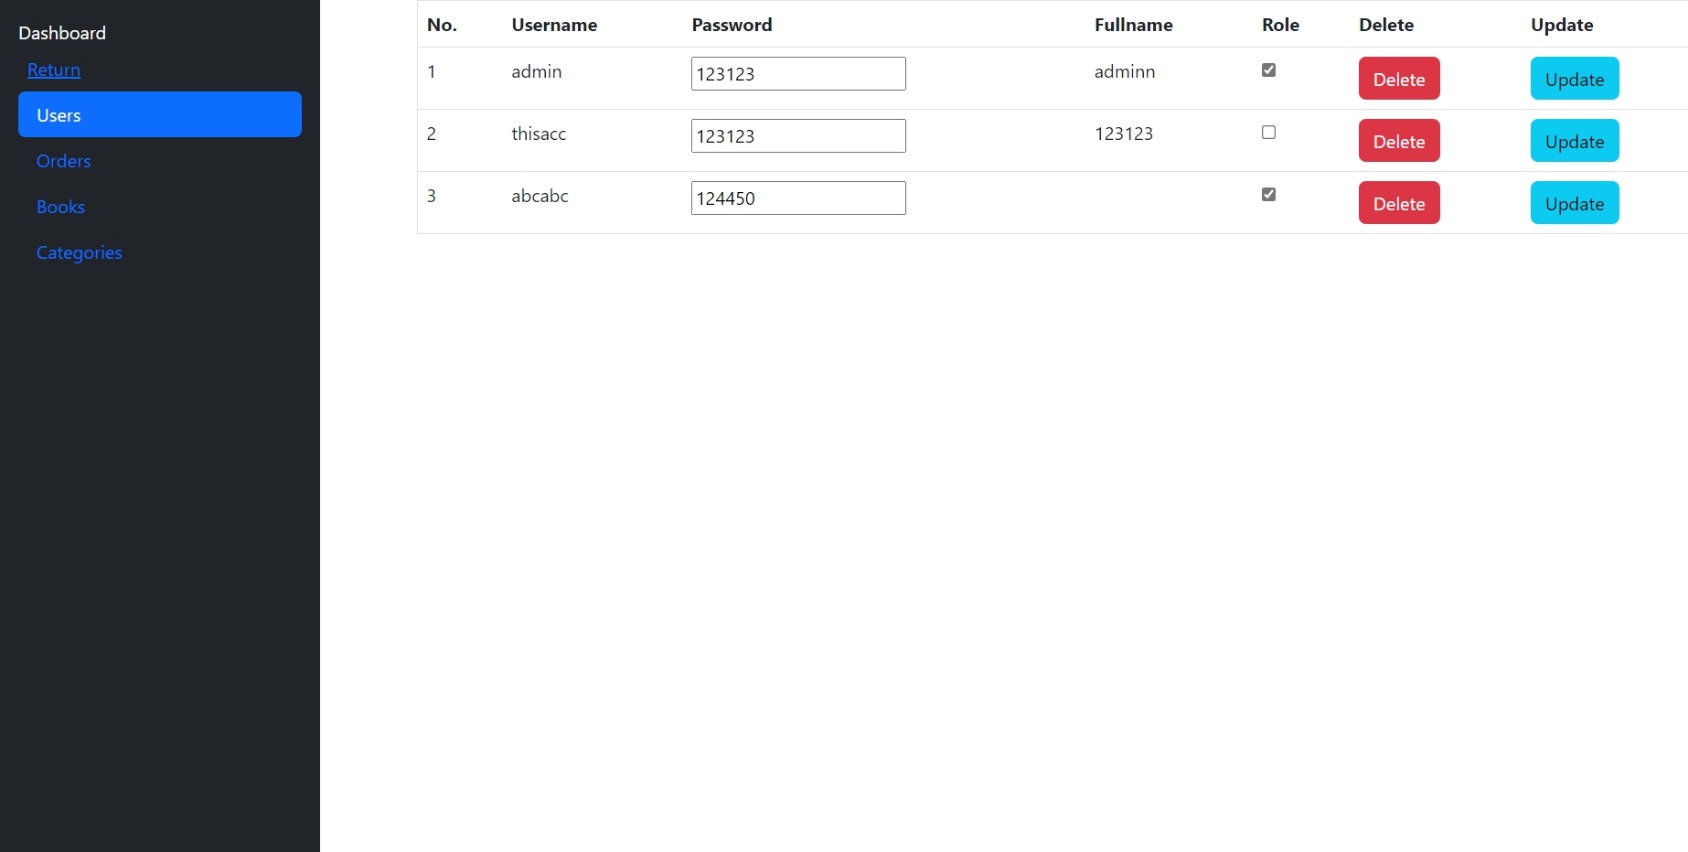 Dashboard
Return
Users
Orders
Books
Categories
No. Username Password Fullname Role Delete Update
1 admin 123123 adminn Delete Update
2 thisacc 123123 123123 Delete Update
3 abcabc 124450 Delete Update